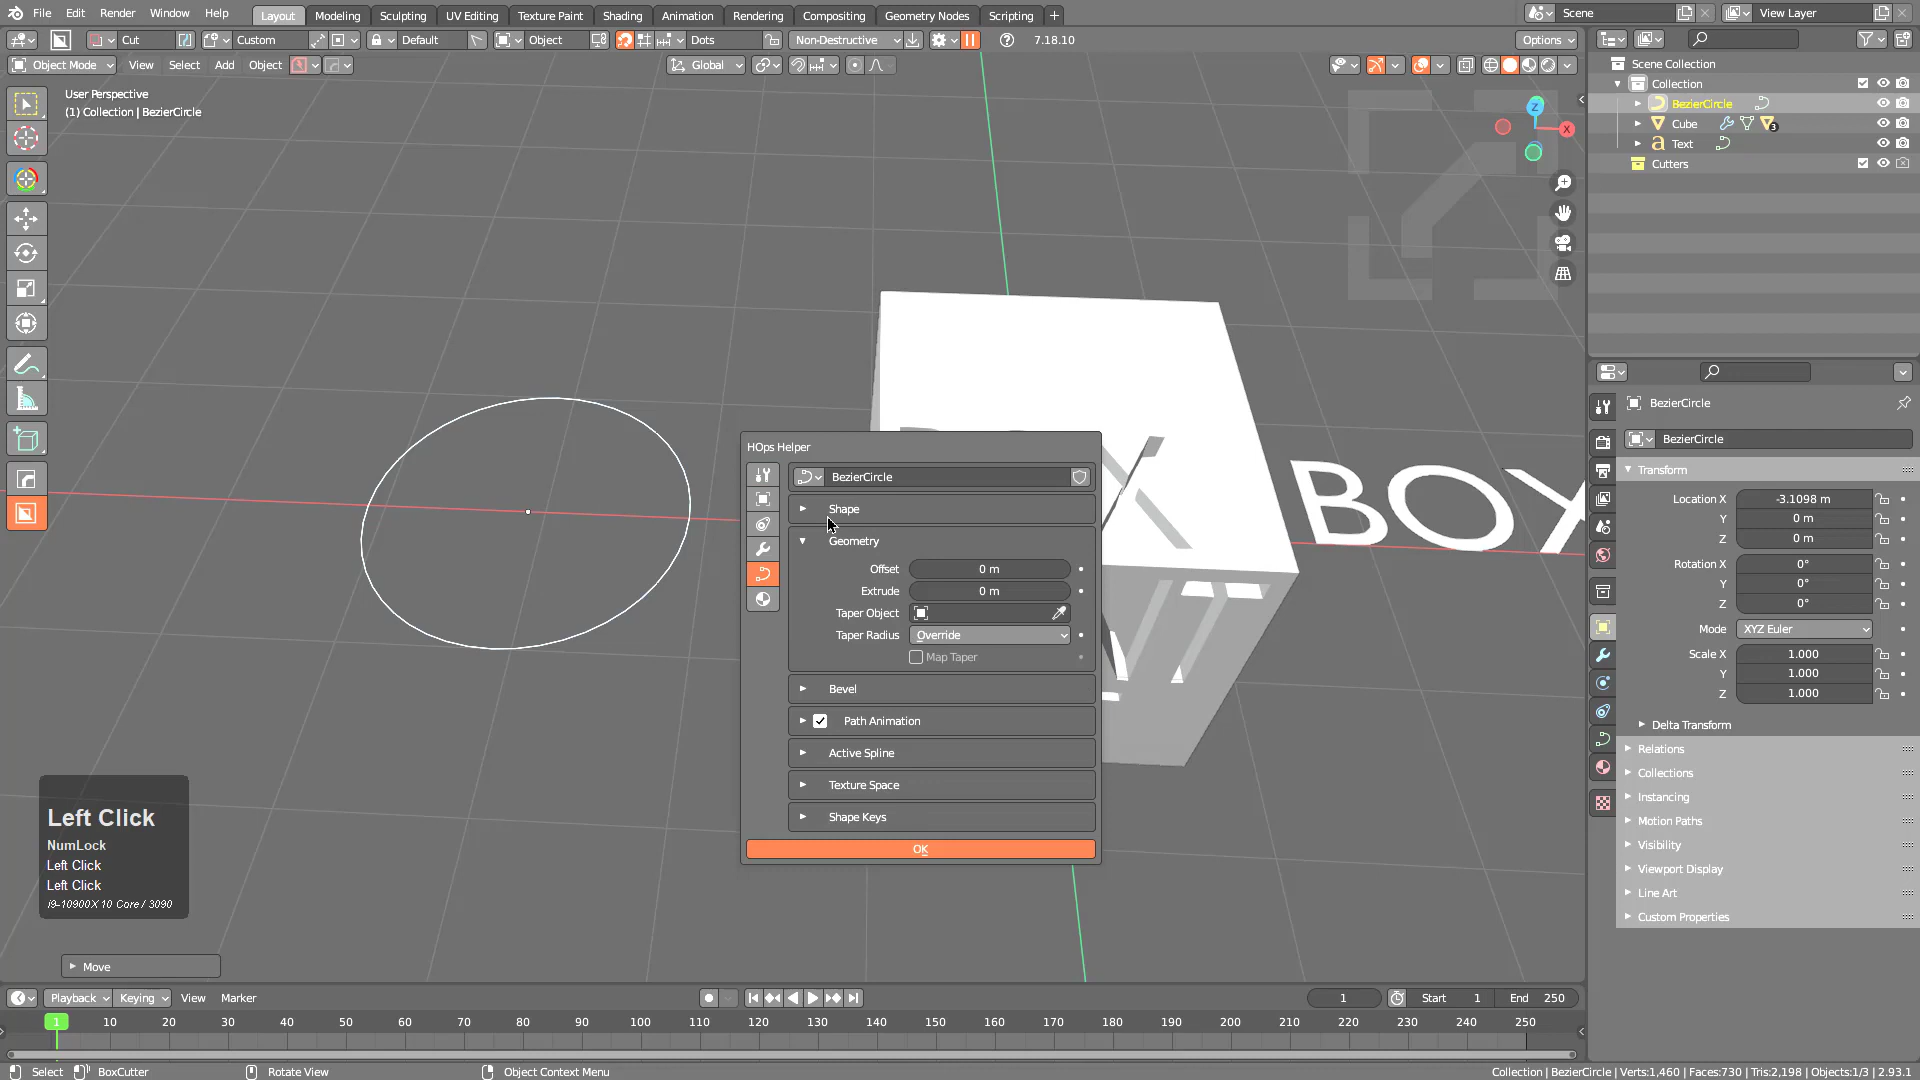 File Edit Render Window Help Layout Modeling Sculpting UV Editing Texture Paint Shading Animation Rendering Compositing Geometry Nodes Scripting + Scene View Layer
Cut Custom Default Object Dots Non-Destructive 7.18.10 Options
Object Mode View Select Add Object Global
User Perspective
(1) Collection | BezierCircle
Z
X
Scene Collection
Collection
BezierCircle
Cube 3
Text
Cutters
BOX
HOps Helper
BezierCircle
Shape
Geometry
Offset 0 m
Extrude 0 m
Taper Object
Taper Radius Override
Map Taper
Bevel
Path Animation
Active Spline
Texture Space
Shape Keys
OK
BezierCircle
BezierCircle
Transform
Location X -3.1098 m
Y 0 m
Z 0 m
Rotation X 0°
Y 0°
Z 0°
Mode XYZ Euler
Scale X 1.000
Y 1.000
Z 1.000
Delta Transform
Relations
Collections
Instancing
Motion Paths
Visibility
Viewport Display
Line Art
Custom Properties
Left Click
NumLock
Left Click
Left Click
i9-10900X 10 Core / 3090
Move
Playback Keying View Marker 1 Start 1 End 250
1 10 20 30 40 50 60 70 80 90 100 110 120 130 140 150 160 170 180 190 200 210 220 230 240 250
Select BoxCutter Rotate View Object Context Menu Collection | BezierCircle | Verts:1,460 | Faces:730 | Tris:2,198 | Objects:1/3 | 2.93.1